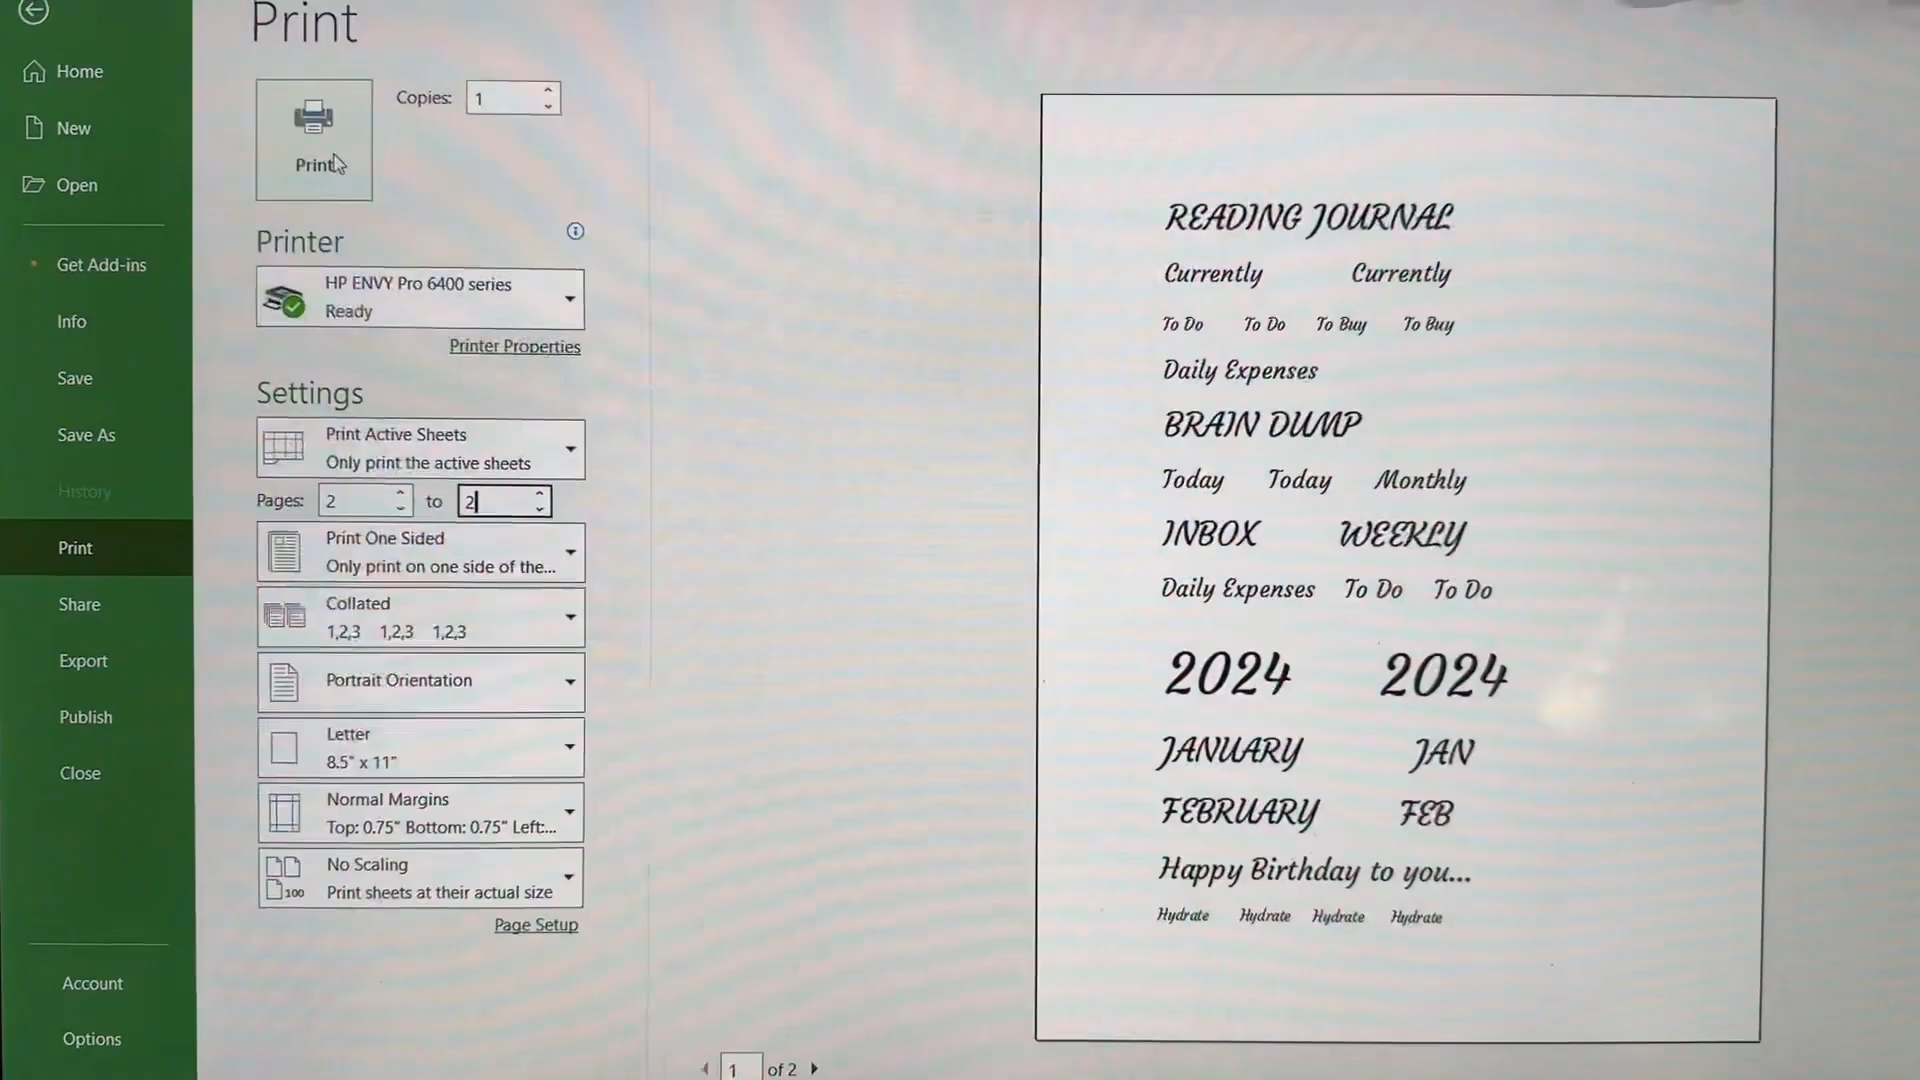 Print
Home
New
Open
Get Add-ins
Info
Save
Save As
History
Print
Share
Export
Publish
Close
Account
Options
Print
Copies: 1
Printer
HP ENVY Pro 6400 series
Ready
Printer Properties
Settings
Print Active Sheets
Only print the active sheets
Pages: 2 to 2
Print One Sided
Only print on one side of the...
Collated
1,2,3 1,2,3 1,2,3
Portrait Orientation
Letter
8.5" x 11"
Normal Margins
Top: 0.75" Bottom: 0.75" Left:...
No Scaling
100
Print sheets at their actual size
Page Setup
READING JOURNAL
Currently Currently
To Do To Do To Buy To Buy
Daily Expenses
BRAIN DUMP
Today Today Monthly
INBOX WEEKLY
Daily Expenses To Do To Do
2024 2024
JANUARY JAN
FEBRUARY FEB
Happy Birthday to you...
Hydrate Hydrate Hydrate Hydrate
1 of 2